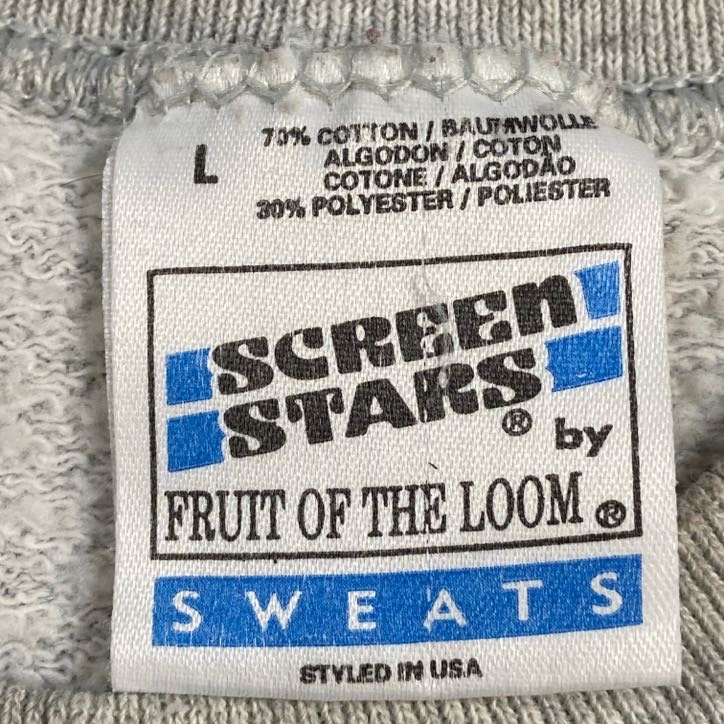 L
70% COTTON / BAUMWOLLE
ALGODON / COTON
COTONE / ALGODÃO
30% POLYESTER / POLIESTER
SCREEN
STARS® by
FRUIT OF THE LOOM®
SWEATS
STYLED IN USA